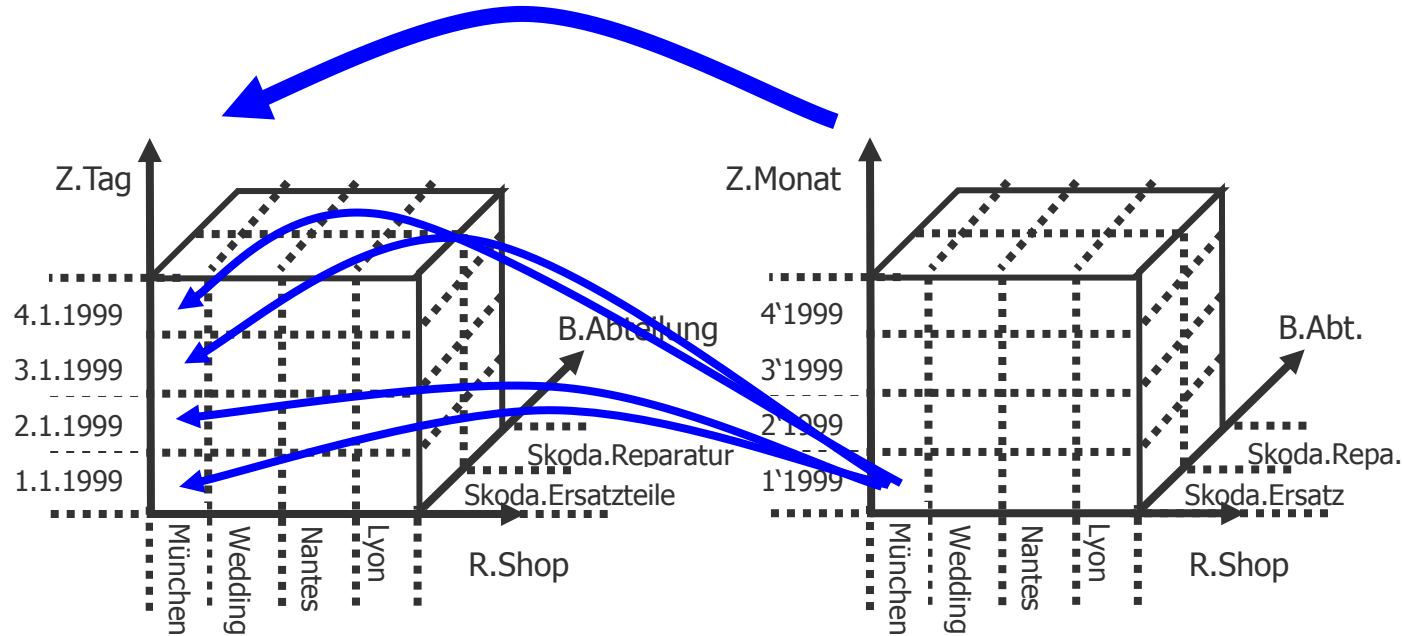 Z.Tag
4.1.1999
3.1.1999
2.1.1999
1.1.1999
B.Abteilung
Skoda.Reparatur
Skoda.Ersatzteile
München
Wedding
Nantes
Lyon
R.Shop
Z.Monat
4‘1999
3‘1999
2‘1999
1‘1999
B.Abt.
Skoda.Repa.
Skoda.Ersatz
München
Wedding
Nantes
Lyon
R.Shop